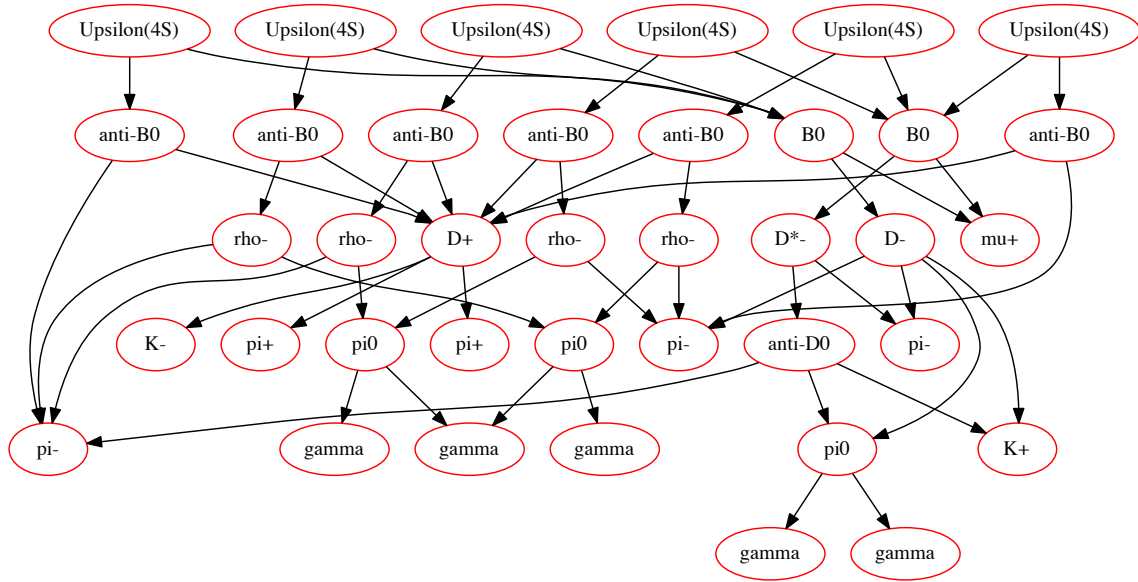 Upsilon(4S) Upsilon(4S) Upsilon(4S) Upsilon(4S) Upsilon(4S) Upsilon(4S)
anti-B0 anti-B0 anti-B0 anti-B0 anti-B0 B0 B0 anti-B0
rho- rho- D+ rho- rho- D*- D- mu+
K- pi+ pi0 pi+ pi0 pi- anti-D0 pi-
pi- gamma gamma gamma pi0 K+
gamma gamma